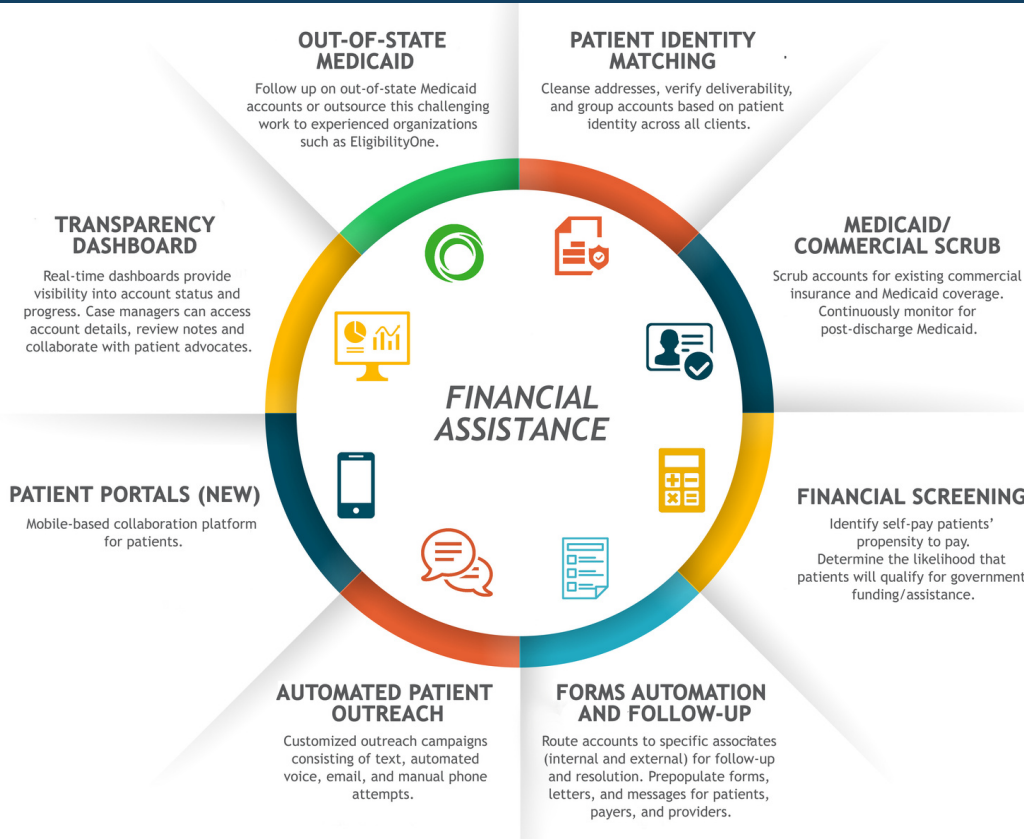 OUT-OF-STATE
MEDICAID
Follow up on out-of-state Medicaid
accounts or outsource this challenging
work to experienced organizations
such as EligibilityOne.
PATIENT IDENTITY
MATCHING
Cleanse addresses, verify deliverability,
and group accounts based on patient
identity across all clients.
TRANSPARENCY
DASHBOARD
Real-time dashboards provide
visibility into account status and
progress. Case managers can access
account details, review notes and
collaborate with patient advocates.
MEDICAID/
COMMERCIAL SCRUB
Scrub accounts for existing commercial
insurance and Medicaid coverage.
Continuously monitor for
post-discharge Medicaid.
FINANCIAL
ASSISTANCE
PATIENT PORTALS (NEW)
Mobile-based collaboration platform
for patients.
FINANCIAL SCREENING
Identify self-pay patients’
propensity to pay.
Determine the likelihood that
patients will qualify for government
funding/assistance.
AUTOMATED PATIENT
OUTREACH
Customized outreach campaigns
consisting of text, automated
voice, email, and manual phone
attempts.
FORMS AUTOMATION
AND FOLLOW-UP
Route accounts to specific associates
(internal and external) for follow-up
and resolution. Prepopulate forms,
letters, and messages for patients,
payers, and providers.